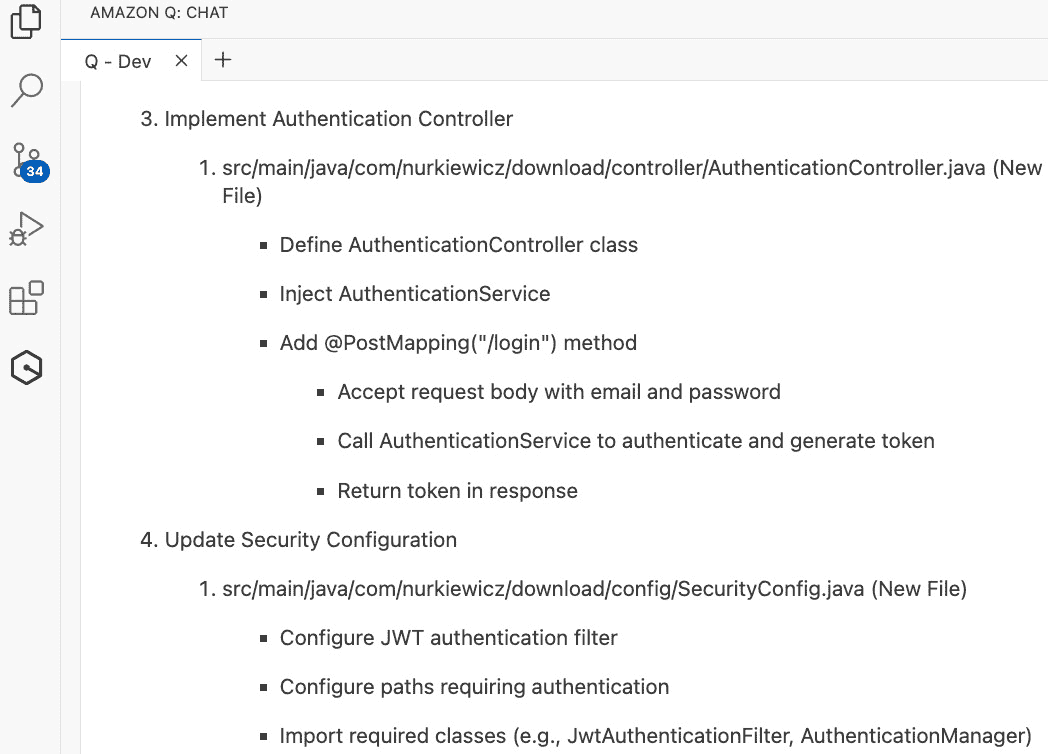 AMAZON Q: CHAT
Q - Dev
3. Implement Authentication Controller
1. src/main/java/com/nurkiewicz/download/controller/AuthenticationController.java (New
File)
▪ Define AuthenticationController class
▪ Inject AuthenticationService
▪ Add @PostMapping("/login") method
▪ Accept request body with email and password
▪ Call AuthenticationService to authenticate and generate token
▪ Return token in response
34
4. Update Security Configuration
1. src/main/java/com/nurkiewicz/download/config/SecurityConfig.java (New File)
▪ Configure JWT authentication filter
▪ Configure paths requiring authentication
▪ Import required classes (e.g., JwtAuthenticationFilter, AuthenticationManager)